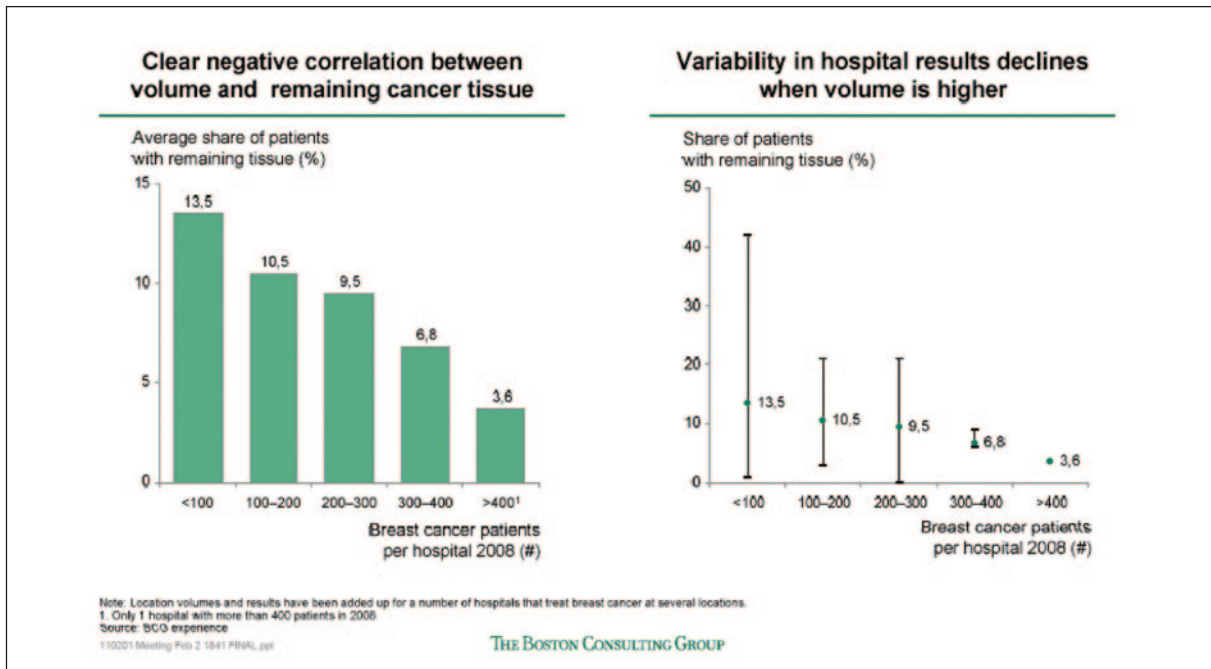 Clear negative correlation between
volume and remaining cancer tissue
Average share of patients
with remaining tissue (%)
15
10
5
0
13,5
10,5
9,5
6,8
3,6
<100
100–200
200–300
300–400
>400¹
Breast cancer patients
per hospital 2008 (#)
Variability in hospital results declines
when volume is higher
Share of patients
with remaining tissue (%)
50
40
30
20
10
0
13,5
10,5
9,5
6,8
3,6
<100
100–200
200–300
300–400
>400
Breast cancer patients
per hospital 2008 (#)
Note: Location volumes and results have been added up for a number of hospitals that treat breast cancer at several locations.
1. Only 1 hospital with more than 400 patients in 2008
Source: BCG experience
110201 Meeting Feb 2 1841 FINAL.ppt
THE BOSTON CONSULTING GROUP